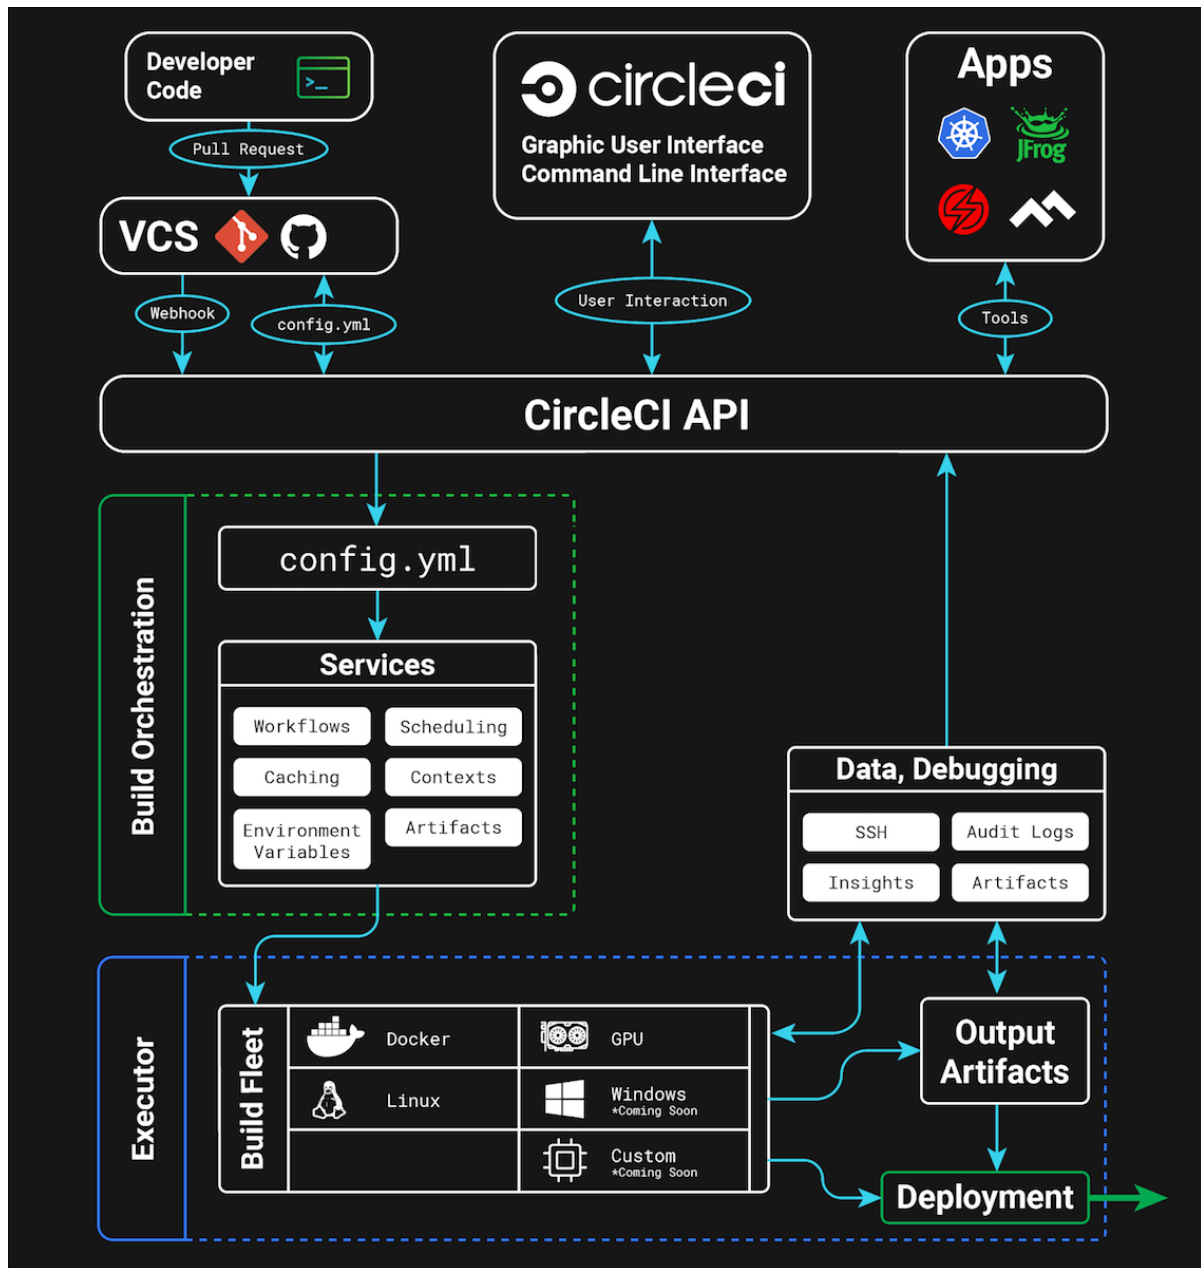 Developer
Code
>_
Pull Request
VCS
Webhook
config.yml
circleci
Graphic User Interface
Command Line Interface
User Interaction
Apps
JFrog
Tools
CircleCI API
Build Orchestration
config.yml
Services
Workflows
Scheduling
Caching
Contexts
Environment
Variables
Artifacts
Data, Debugging
SSH
Audit Logs
Insights
Artifacts
Executor
Build Fleet
Docker
GPU
Linux
Windows
*Coming Soon
Custom
*Coming Soon
Output
Artifacts
Deployment